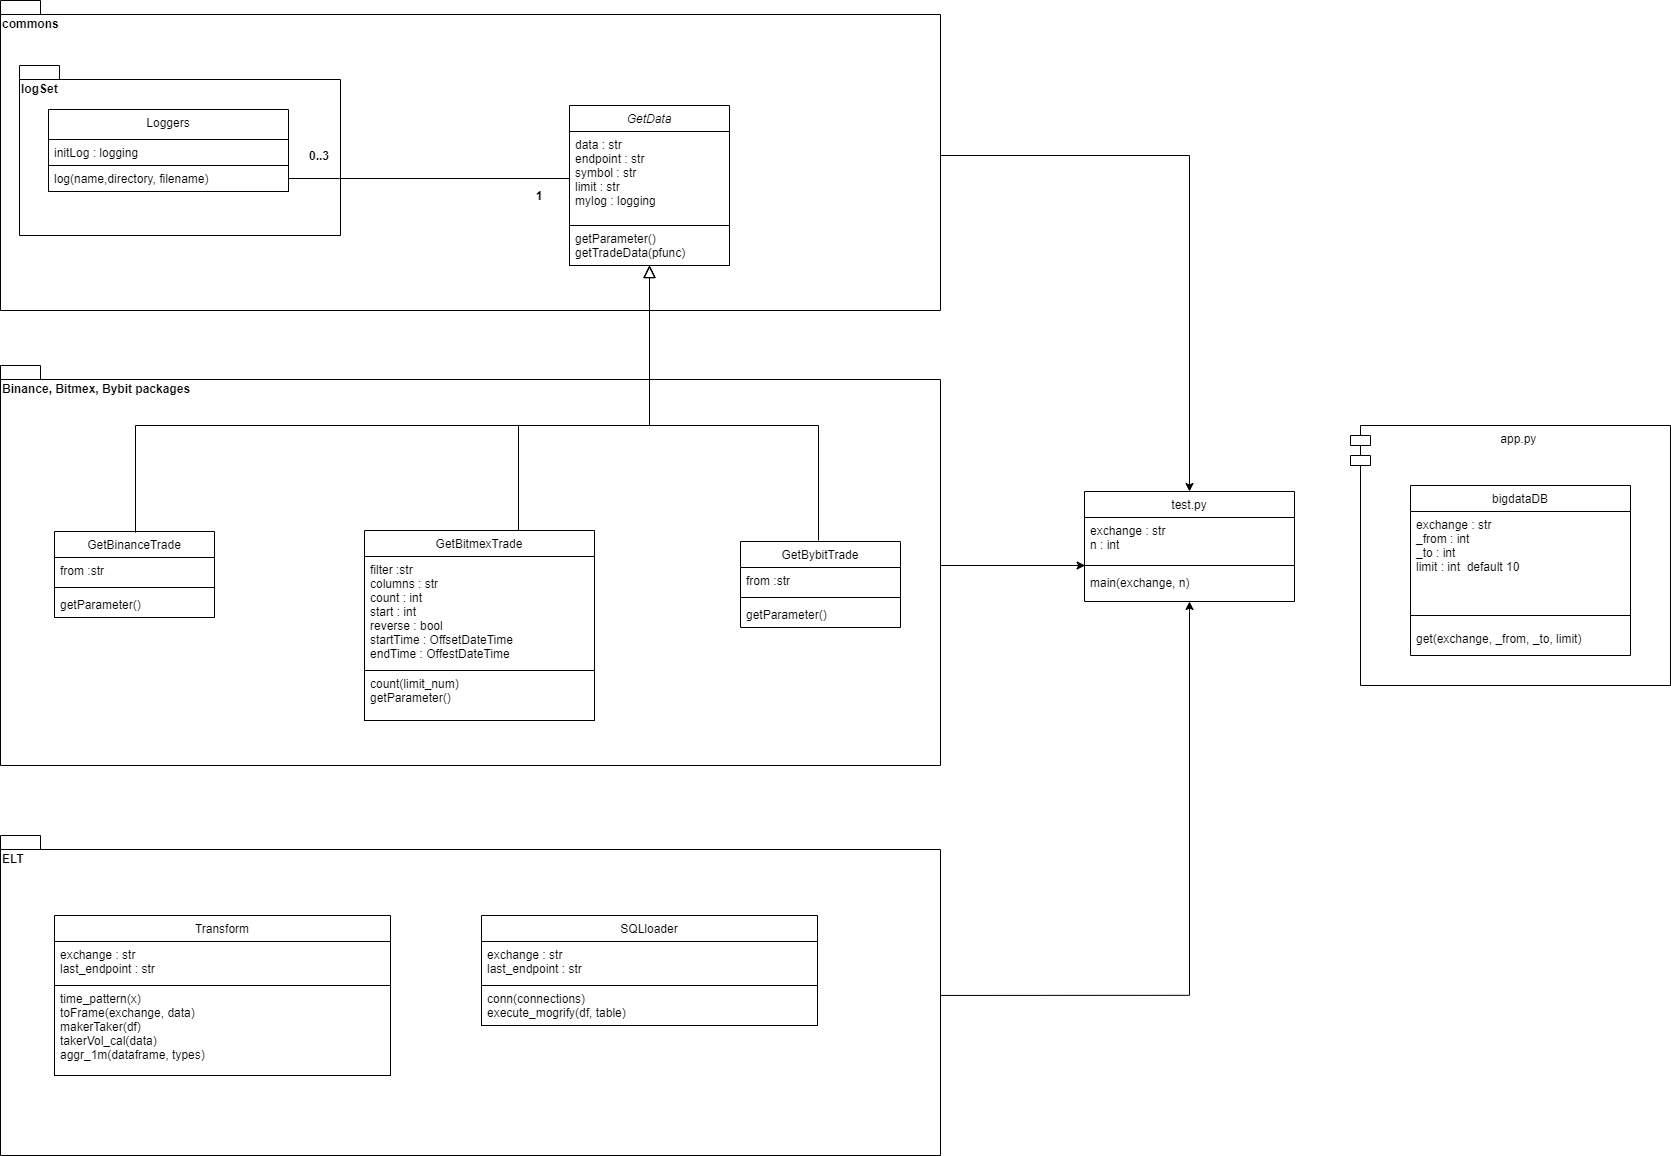 commons
logSet
Loggers
initLog : logging
log(name,directory, filename)
0..3
1
GetData
data : str
endpoint : str
symbol : str
limit : str
mylog : logging
getParameter()
getTradeData(pfunc)
Binance, Bitmex, Bybit packages
GetBinanceTrade
from :str
getParameter()
GetBitmexTrade
filter :str
columns : str
count : int
start : int
reverse : bool
startTime : OffsetDateTime
endTime : OffestDateTime
count(limit_num)
getParameter()
GetBybitTrade
from :str
getParameter()
test.py
exchange : str
n : int
main(exchange, n)
app.py
bigdataDB
exchange : str
_from : int
_to : int
limit : int  default 10
get(exchange, _from, _to, limit)
ELT
Transform
exchange : str
last_endpoint : str
time_pattern(x)
toFrame(exchange, data)
makerTaker(df)
takerVol_cal(data)
aggr_1m(dataframe, types)
SQLloader
exchange : str
last_endpoint : str
conn(connections)
execute_mogrify(df, table)